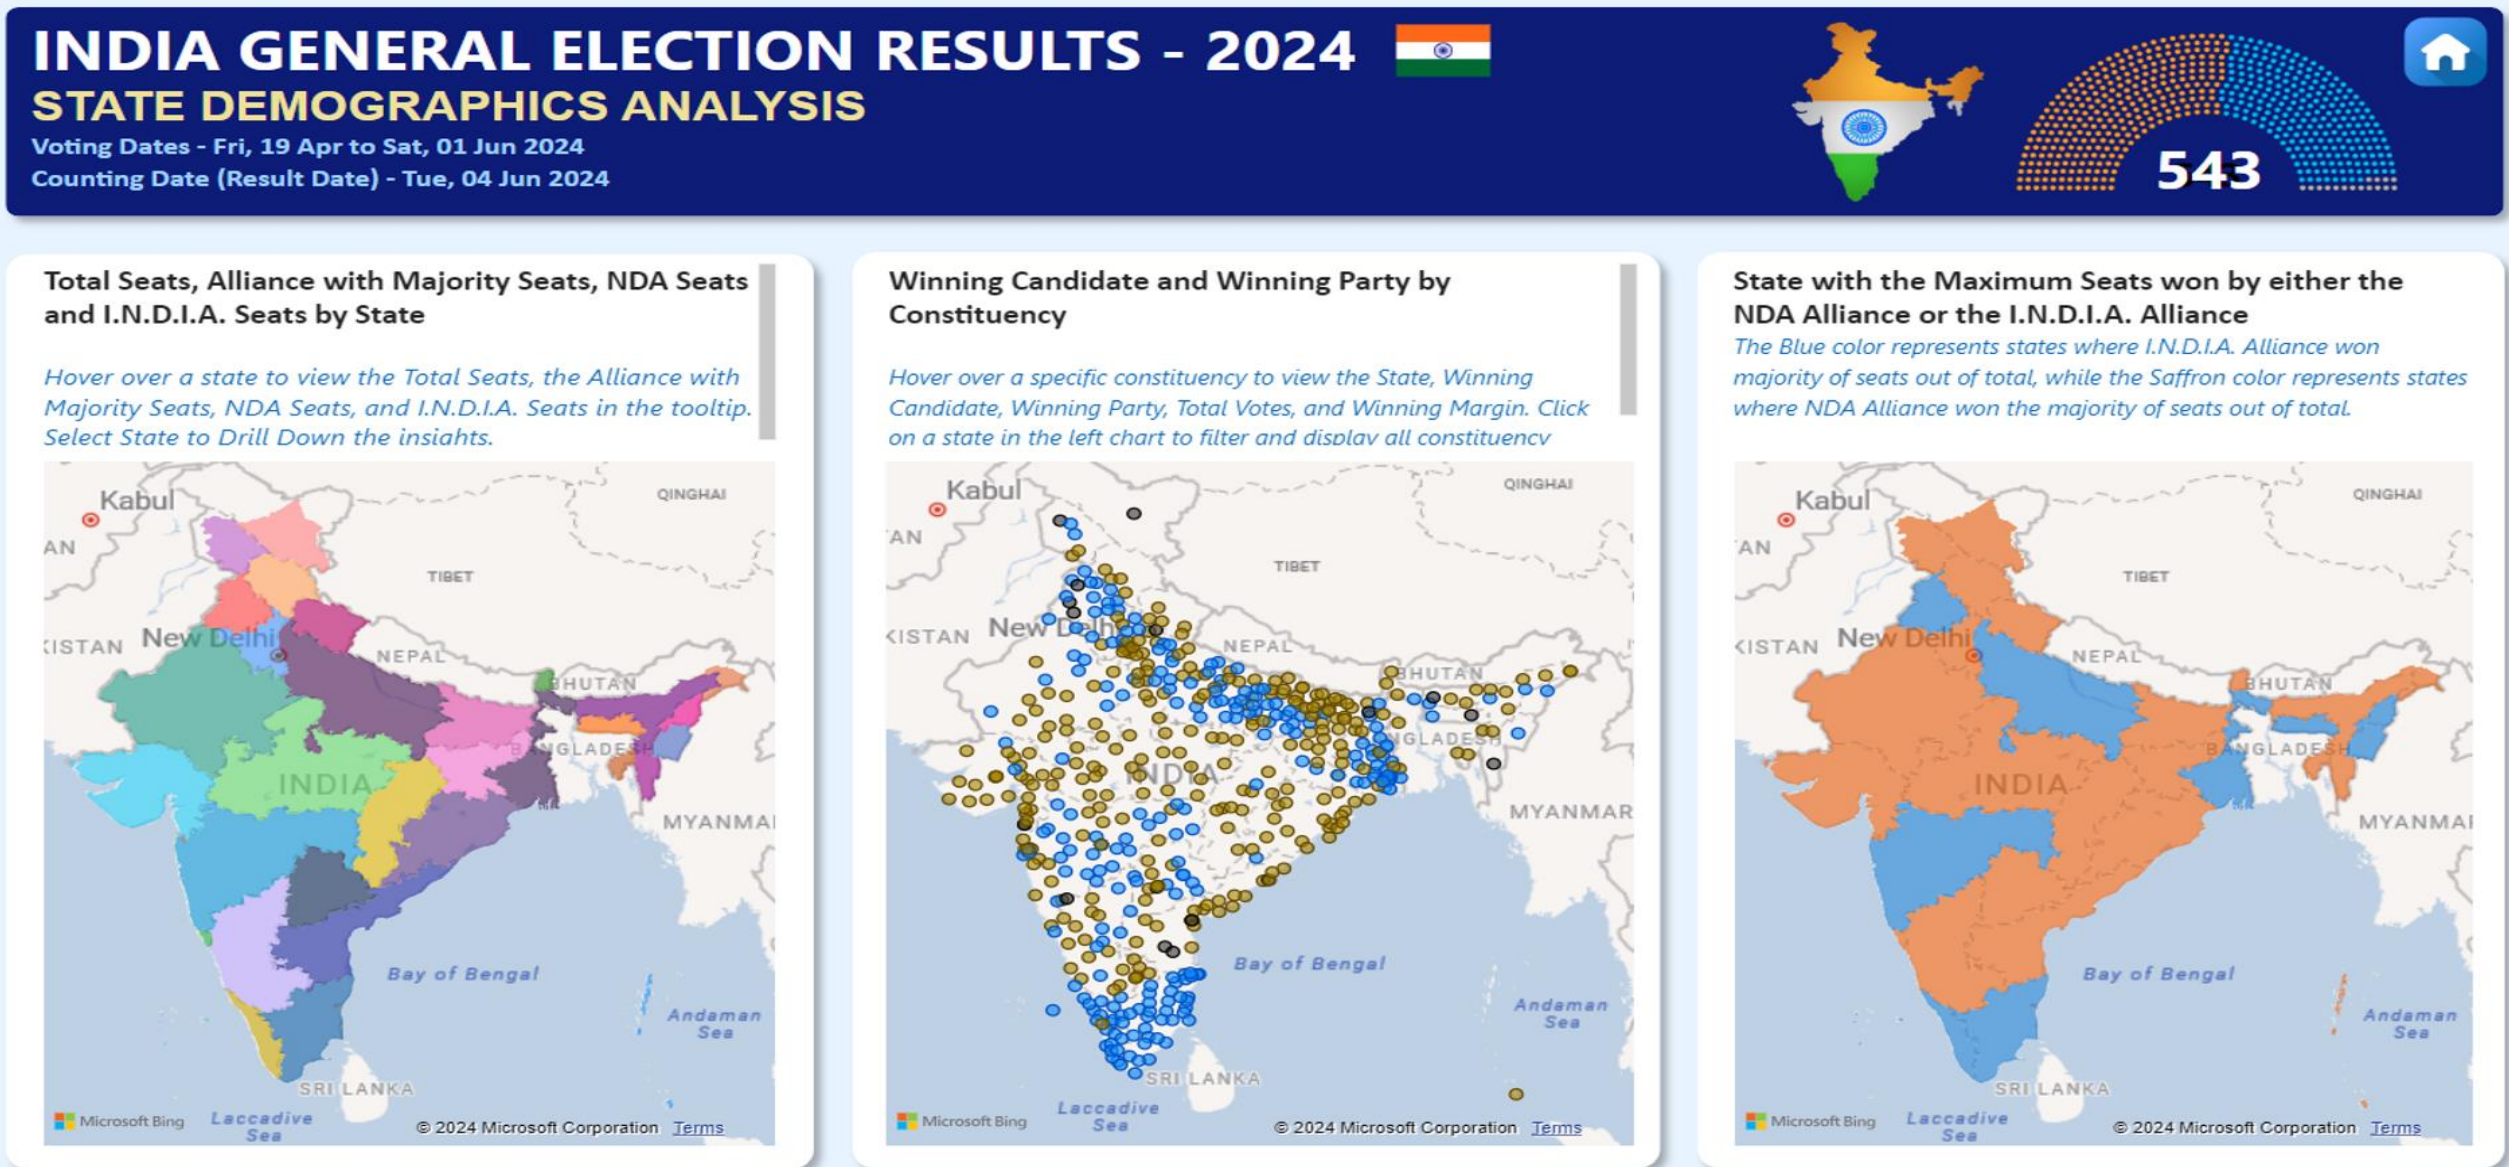 INDIA GENERAL ELECTION RESULTS - 2024
STATE DEMOGRAPHICS ANALYSIS
Voting Dates - Fri, 19 Apr to Sat, 01 Jun 2024
Counting Date (Result Date) - Tue, 04 Jun 2024
543
Total Seats, Alliance with Majority Seats, NDA Seats
and I.N.D.I.A. Seats by State
Hover over a state to view the Total Seats, the Alliance with
Majority Seats, NDA Seats, and I.N.D.I.A. Seats in the tooltip.
Select State to Drill Down the insights.
Kabul
QINGHAI
AN
TIBET
KISTAN
New Delhi
NEPAL
BHUTAN
BANGLADESH
INDIA
MYANMA
Bay of Bengal
Andaman
Sea
SRI LANKA
Laccadive
Sea
Microsoft Bing
© 2024 Microsoft Corporation Terms
Winning Candidate and Winning Party by
Constituency
Hover over a specific constituency to view the State, Winning
Candidate, Winning Party, Total Votes, and Winning Margin. Click
on a state in the left chart to filter and display all constituency
Kabul
QINGHAI
AN
TIBET
KISTAN
New Delhi
NEPAL
BHUTAN
NGLADESH
INDIA
MYANMAR
Bay of Bengal
Andaman
Sea
SRI LANKA
Laccadive
Sea
Microsoft Bing
© 2024 Microsoft Corporation Terms
State with the Maximum Seats won by either the
NDA Alliance or the I.N.D.I.A. Alliance
The Blue color represents states where I.N.D.I.A. Alliance won
majority of seats out of total, while the Saffron color represents states
where NDA Alliance won the majority of seats out of total.
Kabul
QINGHAI
AN
TIBET
KISTAN
New Delhi
NEPAL
BHUTAN
BANGLADESH
INDIA
MYANMA
Bay of Bengal
Andaman
Sea
SRI LANKA
Laccadive
Sea
Microsoft Bing
© 2024 Microsoft Corporation Terms